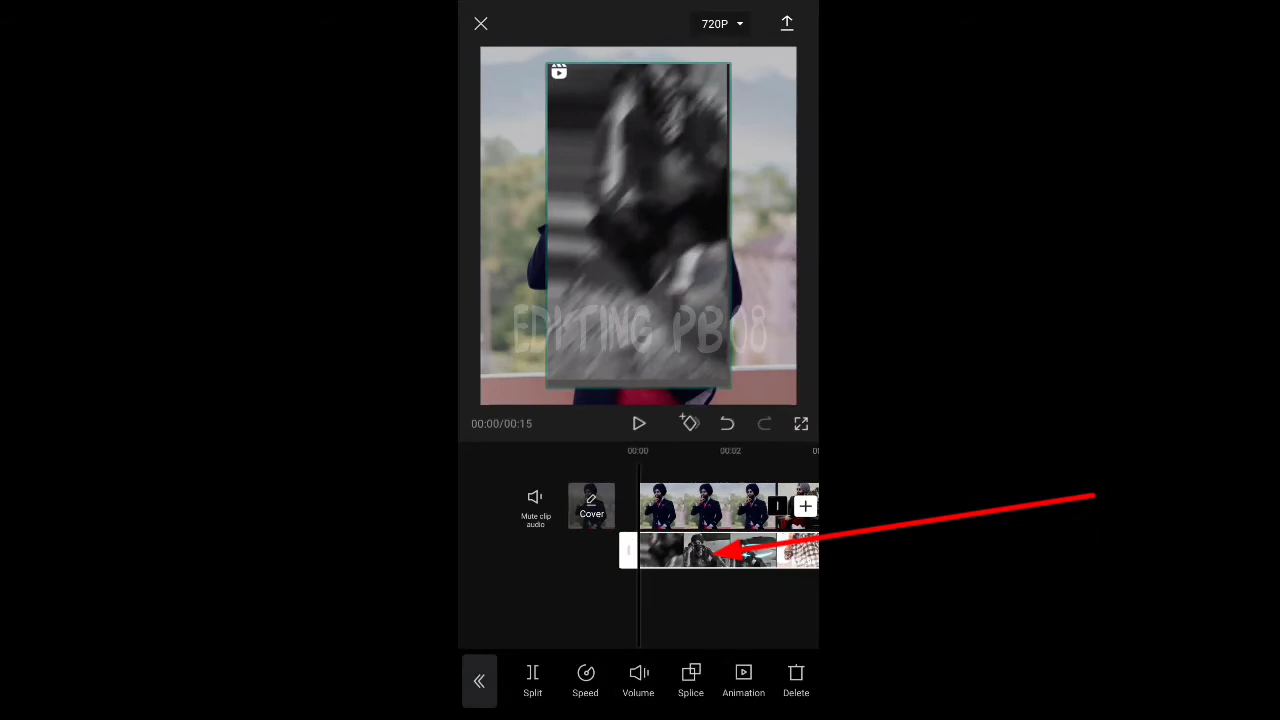 720P
EDITING PB08
00:00/00:15
00:00
00:02
Mute clip
audio
Cover
Split
Speed
Volume
Splice
Animation
Delete